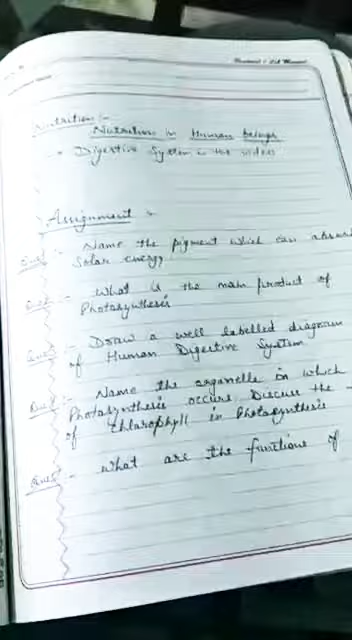 Nutrition :-
Nutrition in Human beings
Digestive System in the video
Assignment :-
Ques :- Name the pigment which can absorb
Solar energy
Ques :- What is the main product of
Photosynthesis
Ques :- Draw a well labelled diagram
of Human Digestive System
Ques :- Name the organelle in which
Photosynthesis occurs. Discuss the
of Chlorophyll in Photosynthesis
Ques :- What are the functions of